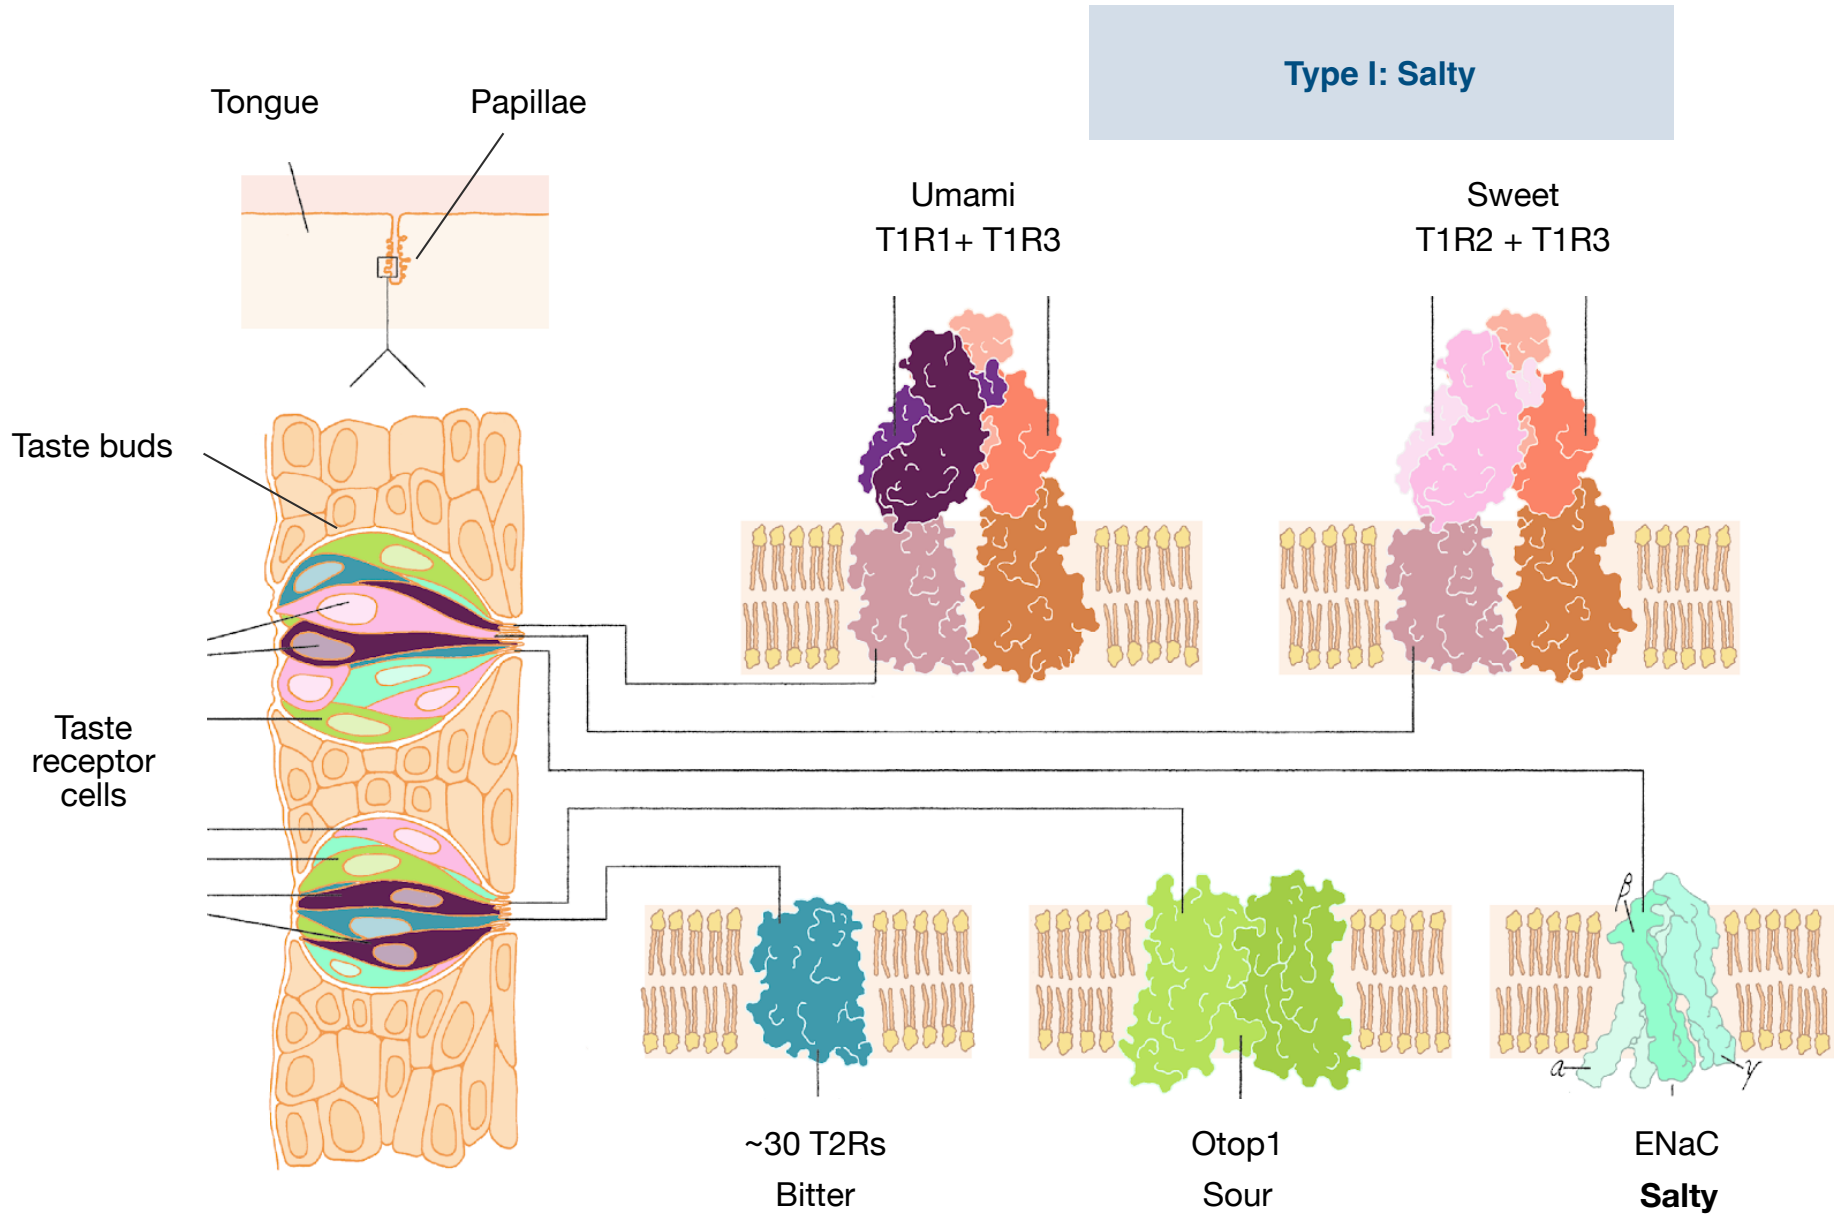 Type I: Salty
Tongue
Papillae
Umami
T1R1+ T1R3
Sweet
T1R2 + T1R3
Taste buds
Taste
receptor
cells
β
α
γ
~30 T2Rs
Bitter
Otop1
Sour
ENaC
Salty